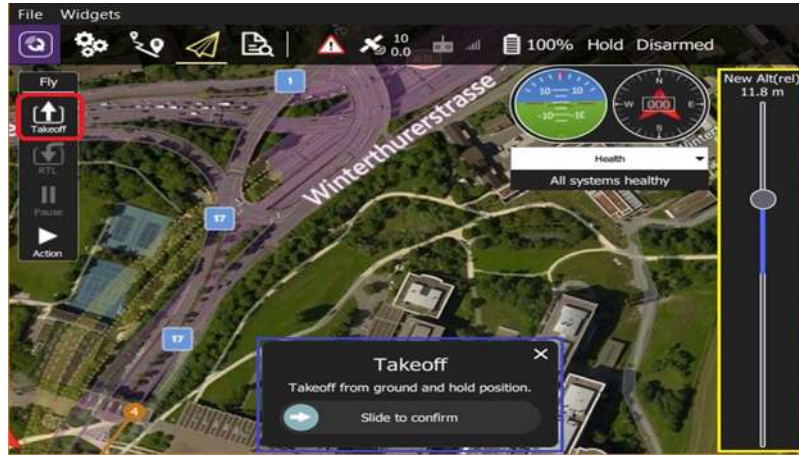 File Widgets
10
0.0
100% Hold Disarmed
Fly
Takeoff
RTL
Pause
Action
1
17
17
4
Winterthurerstrasse
10 10
-10 -10
N
W 000 E
S
Health
All systems healthy
New Alt(rel)
11.8 m
Takeoff
Takeoff from ground and hold position.
Slide to confirm